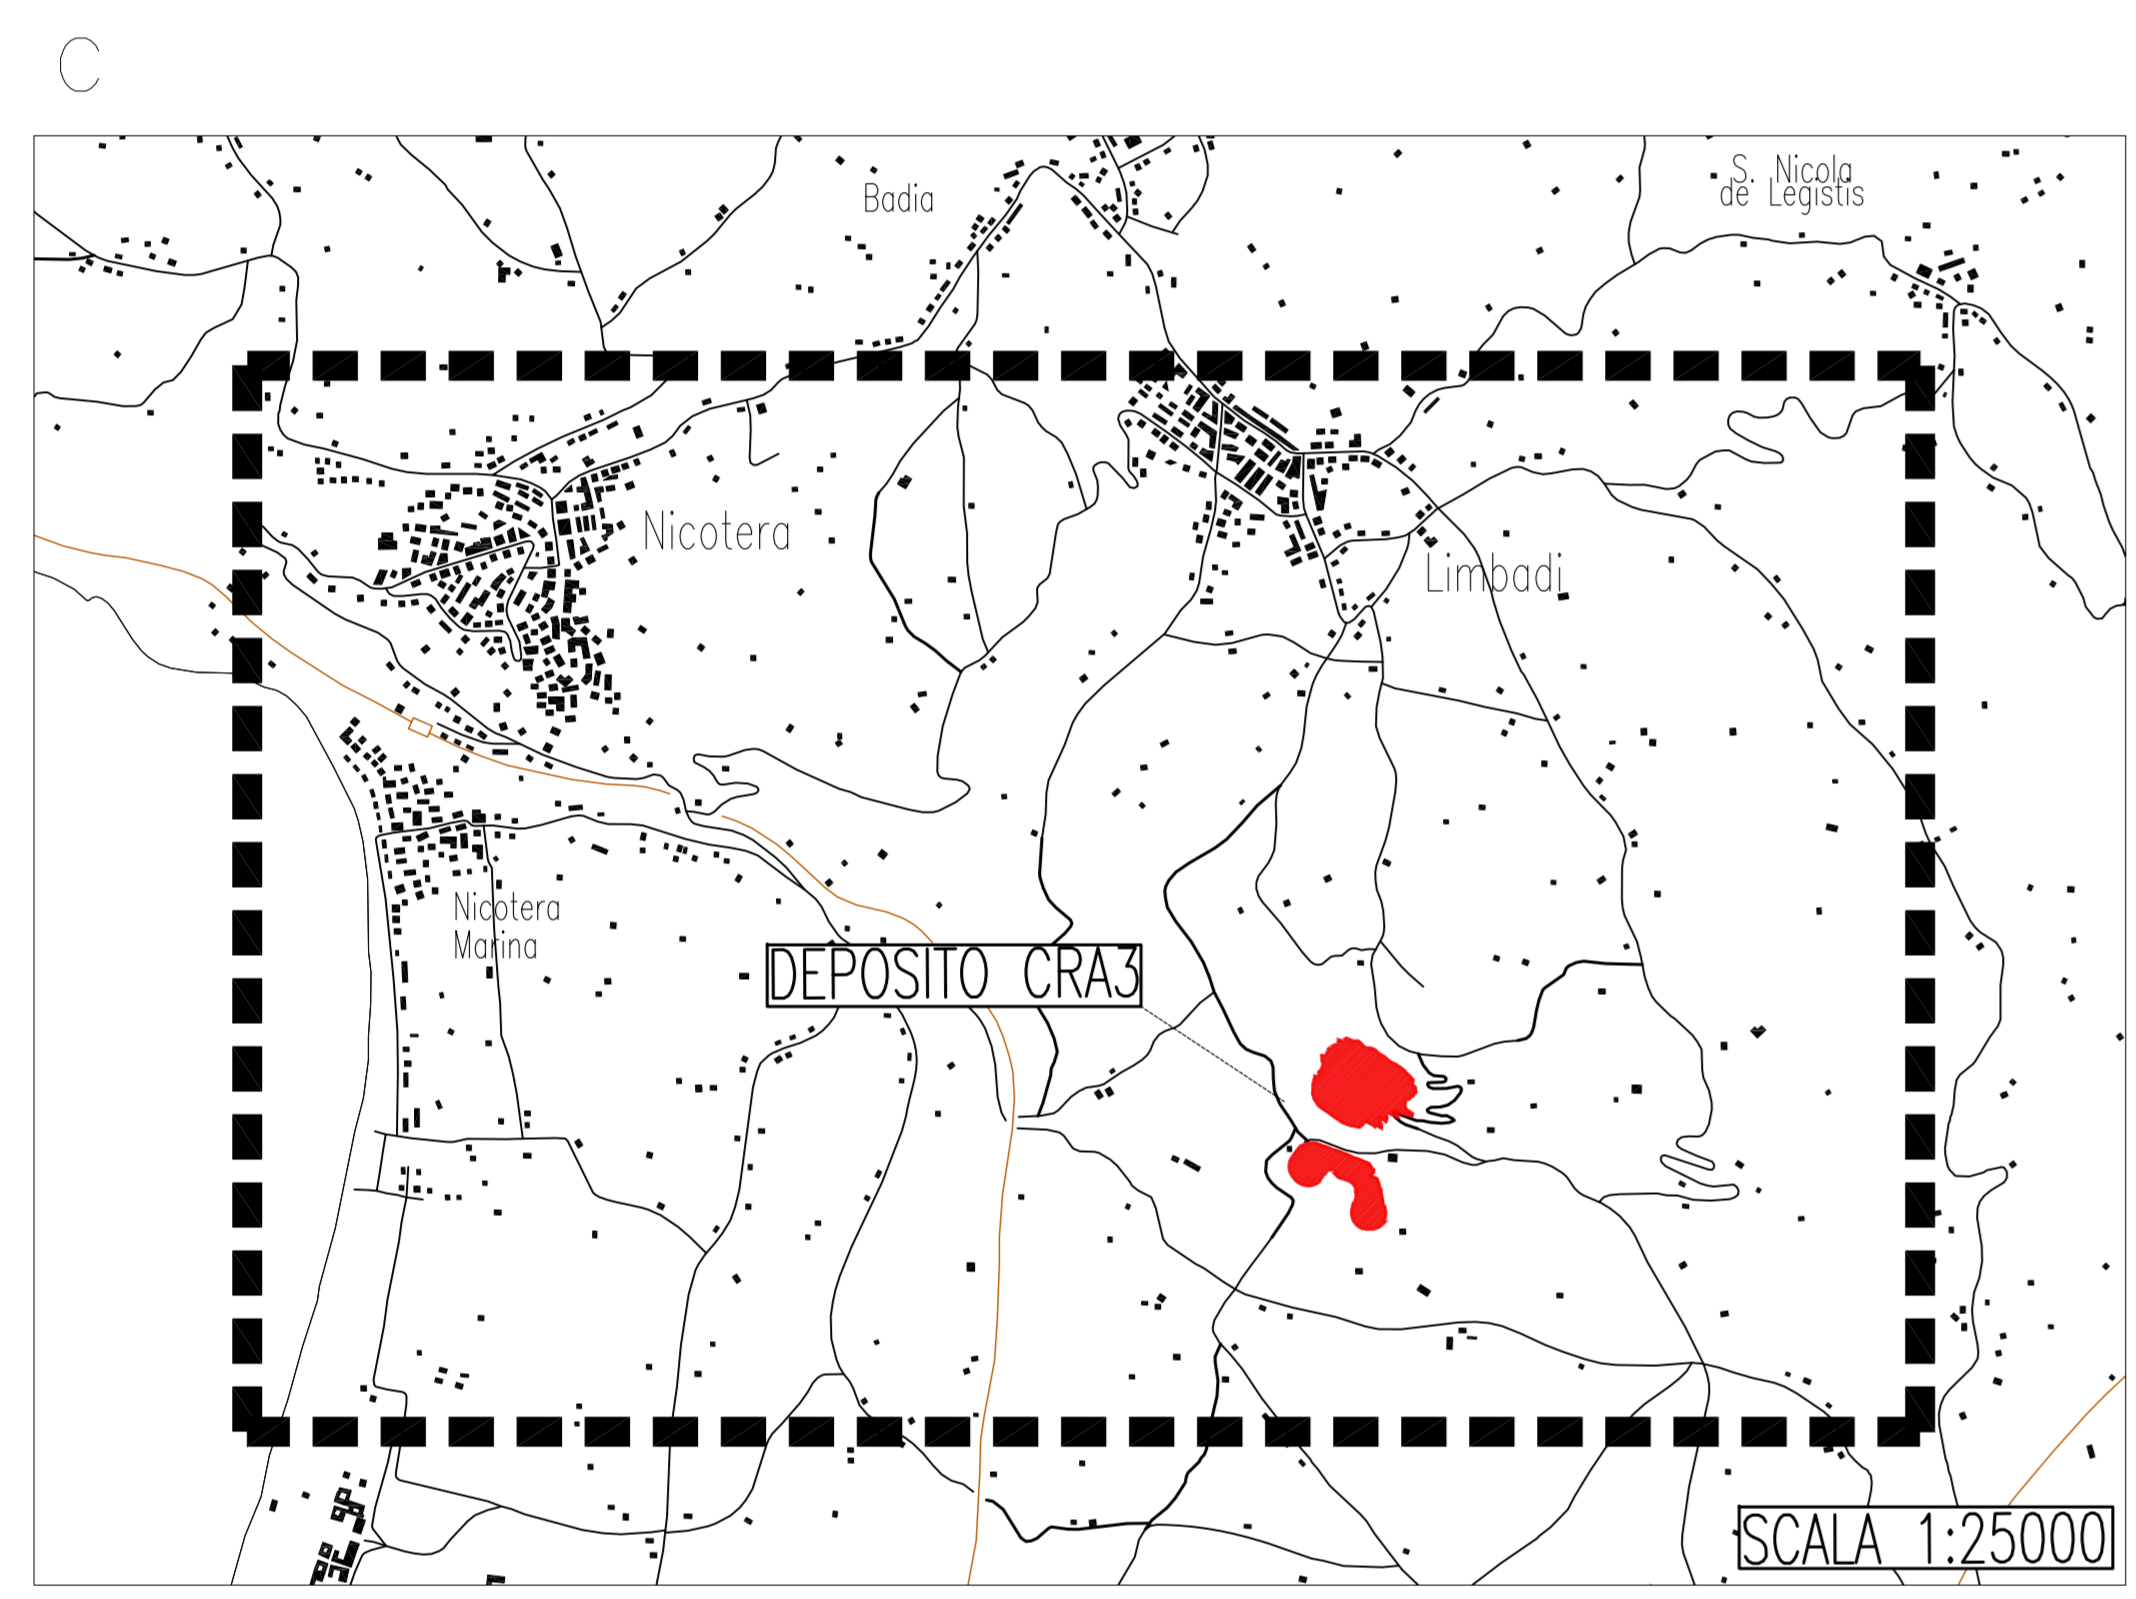 C
Badia
S. Nicola
de Legistis
Nicotera
Limbadi
Nicotera
Marina
DEPOSITO CRA3
SCALA 1:25000